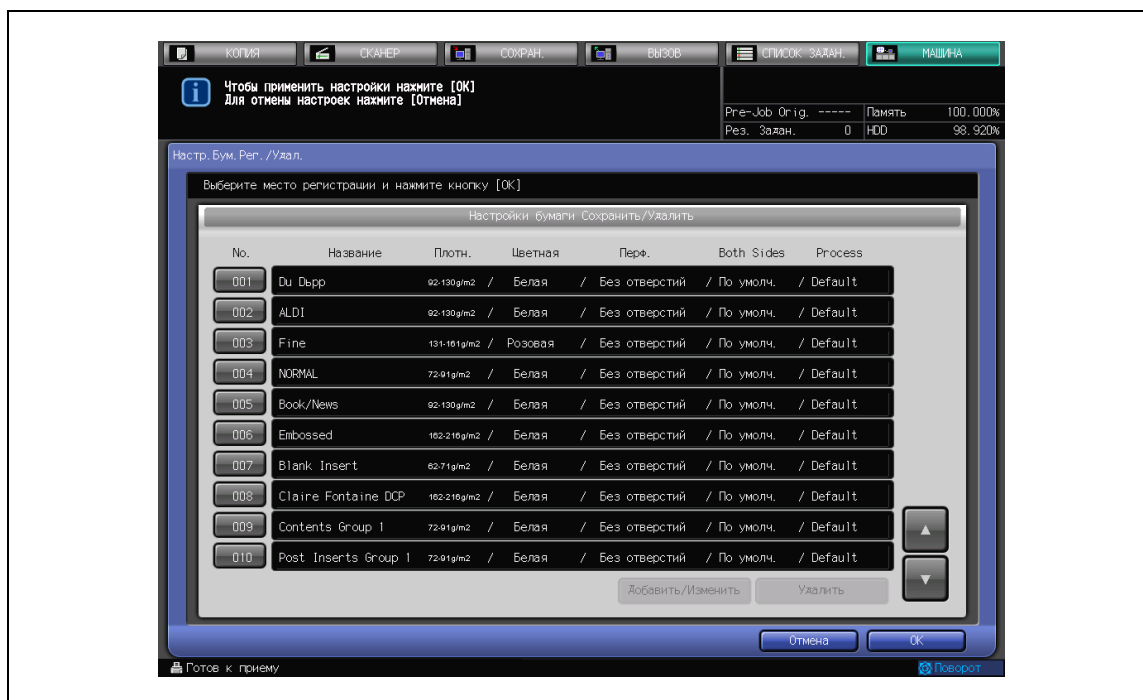 КОПИЯ СКАНЕР СОХРАН. ВЫЗОВ СПИСОК ЗАДАН. МАШИНА
Чтобы применить настройки нажмите [OK]
Для отмены настроек нажмите [Отмена]
Pre-Job Orig. ----- Память 100.000%
Рез. Задан. 0 HDD 98.920%
Настр.Бум.Рег./Удал.
Выберите место регистрации и нажмите кнопку [OK]
Настройки бумаги Сохранить/Удалить
No. Название Плотн. Цветная Перф. Both Sides Process
001 Du Dьpp 92-130g/m2 / Белая / Без отверстий / По умолч. / Default
002 ALDI 92-130g/m2 / Белая / Без отверстий / По умолч. / Default
003 Fine 131-161g/m2 / Розовая / Без отверстий / По умолч. / Default
004 NORMAL 72-91g/m2 / Белая / Без отверстий / По умолч. / Default
005 Book/News 92-130g/m2 / Белая / Без отверстий / По умолч. / Default
006 Embossed 162-216g/m2 / Белая / Без отверстий / По умолч. / Default
007 Blank Insert 62-71g/m2 / Белая / Без отверстий / По умолч. / Default
008 Claire Fontaine DCP 162-216g/m2 / Белая / Без отверстий / По умолч. / Default
009 Contents Group 1 72-91g/m2 / Белая / Без отверстий / По умолч. / Default
010 Post Inserts Group 1 72-91g/m2 / Белая / Без отверстий / По умолч. / Default
Добавить/Изменить Удалить
Отмена OK
Готов к приему Поворот